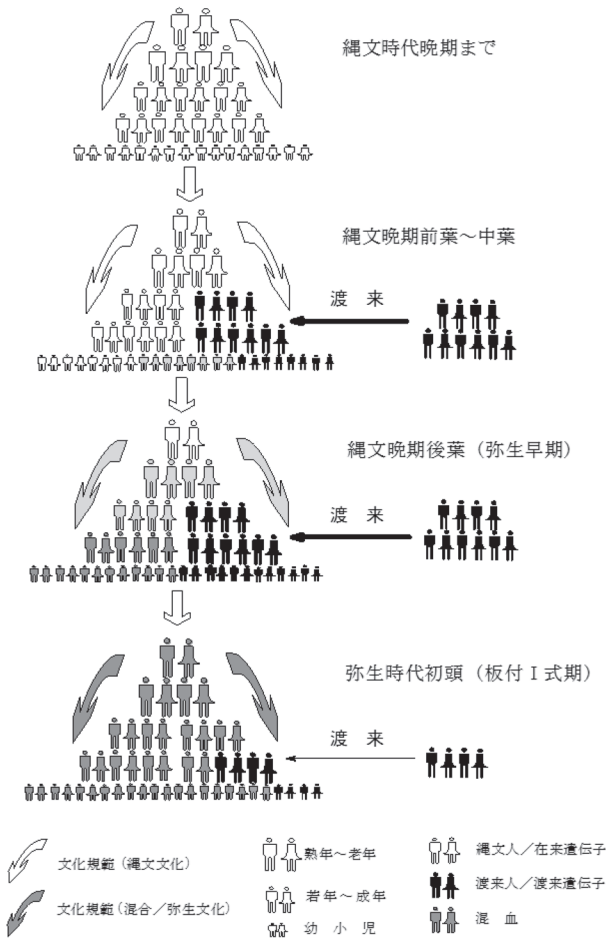 縄文時代晩期まで
縄文晩期前葉～中葉
渡 来
縄文晩期後葉（弥生早期）
渡 来
弥生時代初頭（板付Ⅰ式期）
渡 来
文化規範（縄文文化）
熟年～老年
縄文人／在来遺伝子
文化規範（混合／弥生文化）
若年～成年
渡来人／渡来遺伝子
幼 小 児
混 血